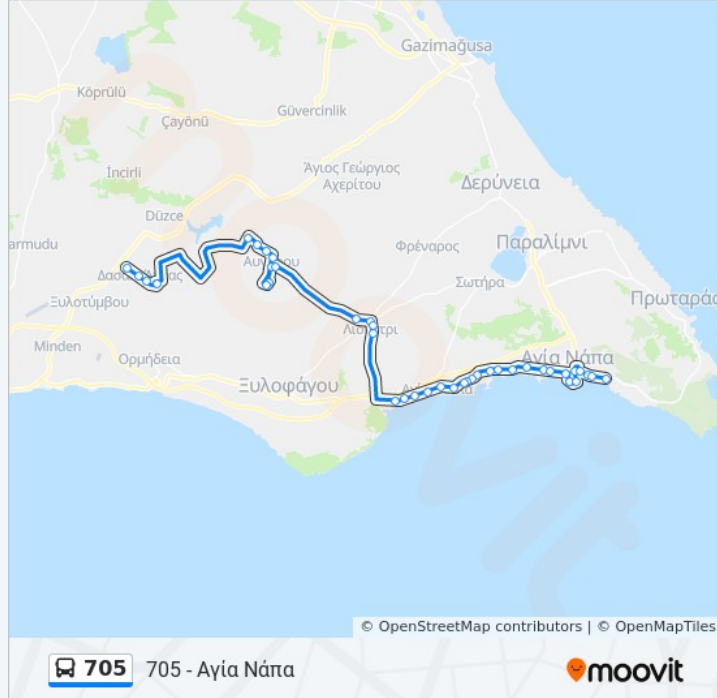 Gazimağusa
Köprülü
Güvercinlik
Çayönü
Άγιος Γεώργιος
Αχερίτου
İncirli
Δερύνεια
Düzce
armudu
Φρέναρος
Παραλίμνι
Σωτήρα
Ξυλοτύμβου
Πρωταράς
Minden
Ορμήδεια
Αγία Νάπα
Ξυλοφάγου
© OpenStreetMap contributors | © OpenMapTiles
705
705 - Αγία Νάπα
moovit